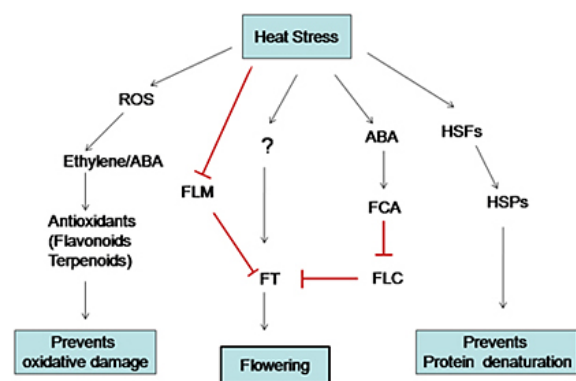 Heat Stress
ROS
?
ABA
HSFs
Ethylene/ABA
FLM
FCA
HSPs
Antioxidants
(Flavonoids
Terpenoids)
FT
FLC
Prevents
oxidative damage
Flowering
Prevents
Protein denaturation